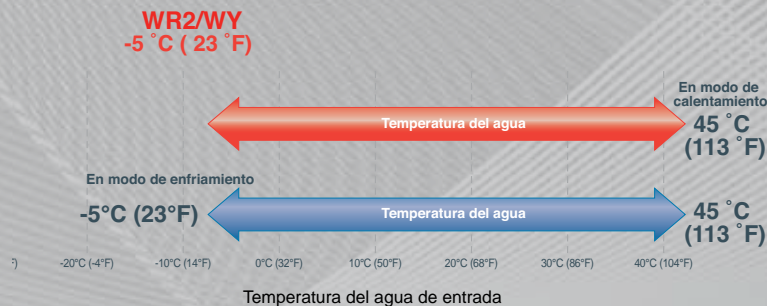 WR2/WY
-5 ˚C ( 23 ˚F)
En modo de
calentamiento
Temperatura del agua
45 ˚C
(113 ˚F)
En modo de enfriamiento
-5°C (23°F)
Temperatura del agua
45 ˚C
(113 ˚F)
-20°C (-4°F) -10°C (14°F) 0°C (32°F) 10°C (50°F) 20°C (68°F) 30°C (86°F) 40°C (104°F)
Temperatura del agua de entrada